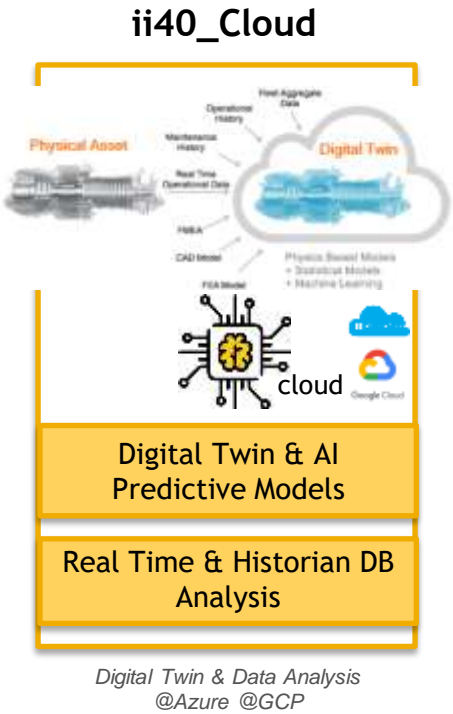 ii40_Cloud
Fleet Aggregate
Data
Operational
History
Maintenance
History
Physical Asset
Digital Twin
Real Time
Operational Data
FMEA
CAD Model
FEA Model
Physics Based Models
+ Statistical Models
+ Machine Learning
cloud
Google Cloud
Digital Twin & AI
Predictive Models
Real Time & Historian DB
Analysis
Digital Twin & Data Analysis
@Azure @GCP